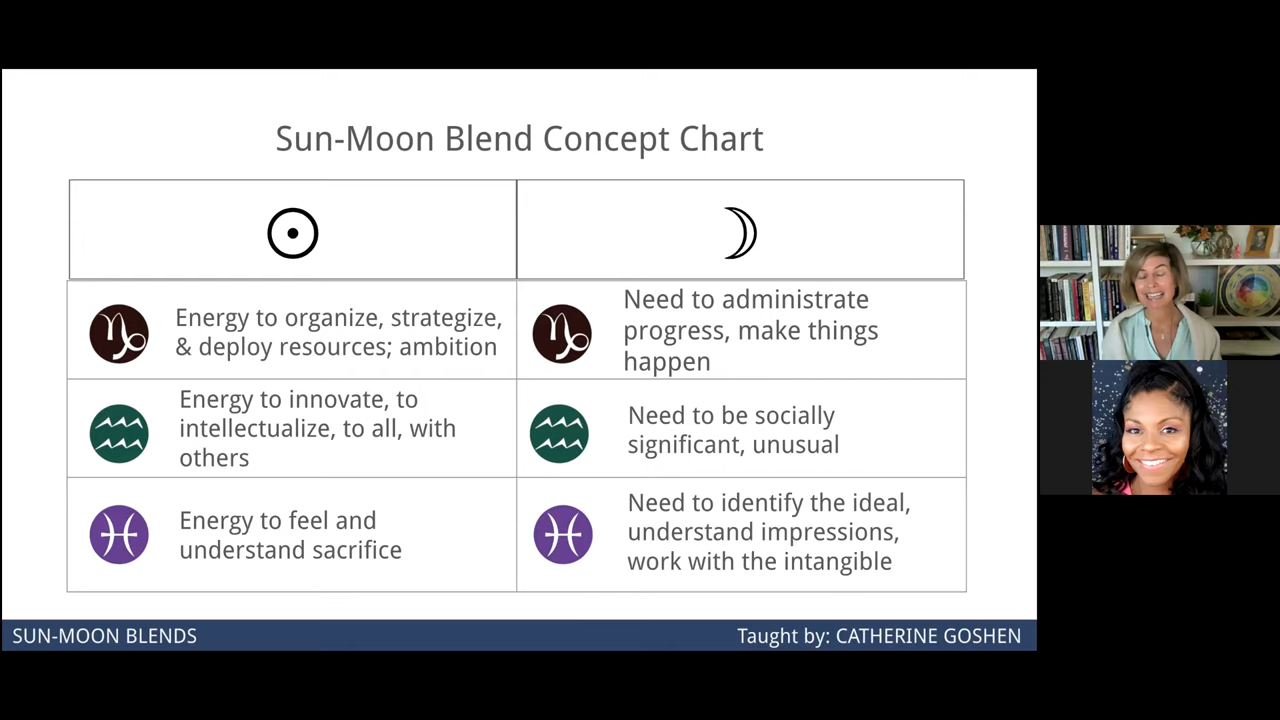 Sun-Moon Blend Concept Chart
☉
☽
♑
Energy to organize, strategize,
& deploy resources; ambition
♑
Need to administrate
progress, make things
happen
♒
Energy to innovate, to
intellectualize, to all, with
others
♒
Need to be socially
significant, unusual
♓
Energy to feel and
understand sacrifice
♓
Need to identify the ideal,
understand impressions,
work with the intangible
SUN-MOON BLENDS
Taught by: CATHERINE GOSHEN